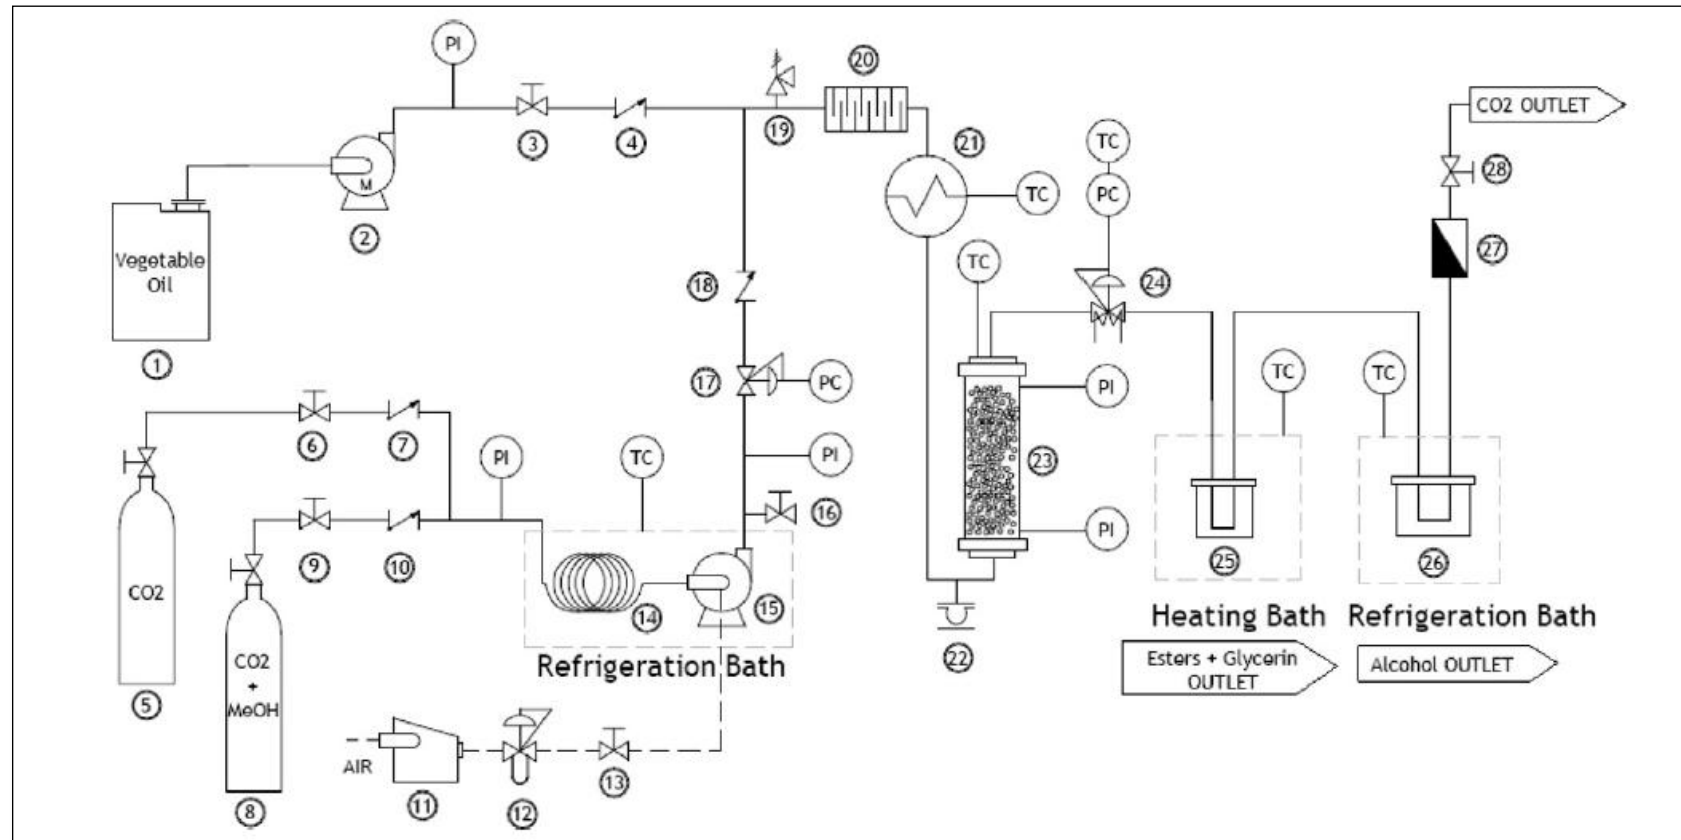 PI
20
CO2 OUTLET
3
4
19
TC
21
28
M
2
TC
PC
27
Vegetable
Oil
TC
24
18
1
17
PC
PI
TC
TC
6
7
PI
TC
PI
23
16
9
10
PI
CO2
14
15
25
26
22
Heating Bath
Refrigeration Bath
Refrigeration Bath
CO2
+
MeOH
Esters + Glycerin
OUTLET
Alcohol OUTLET
5
AIR
11
12
13
8